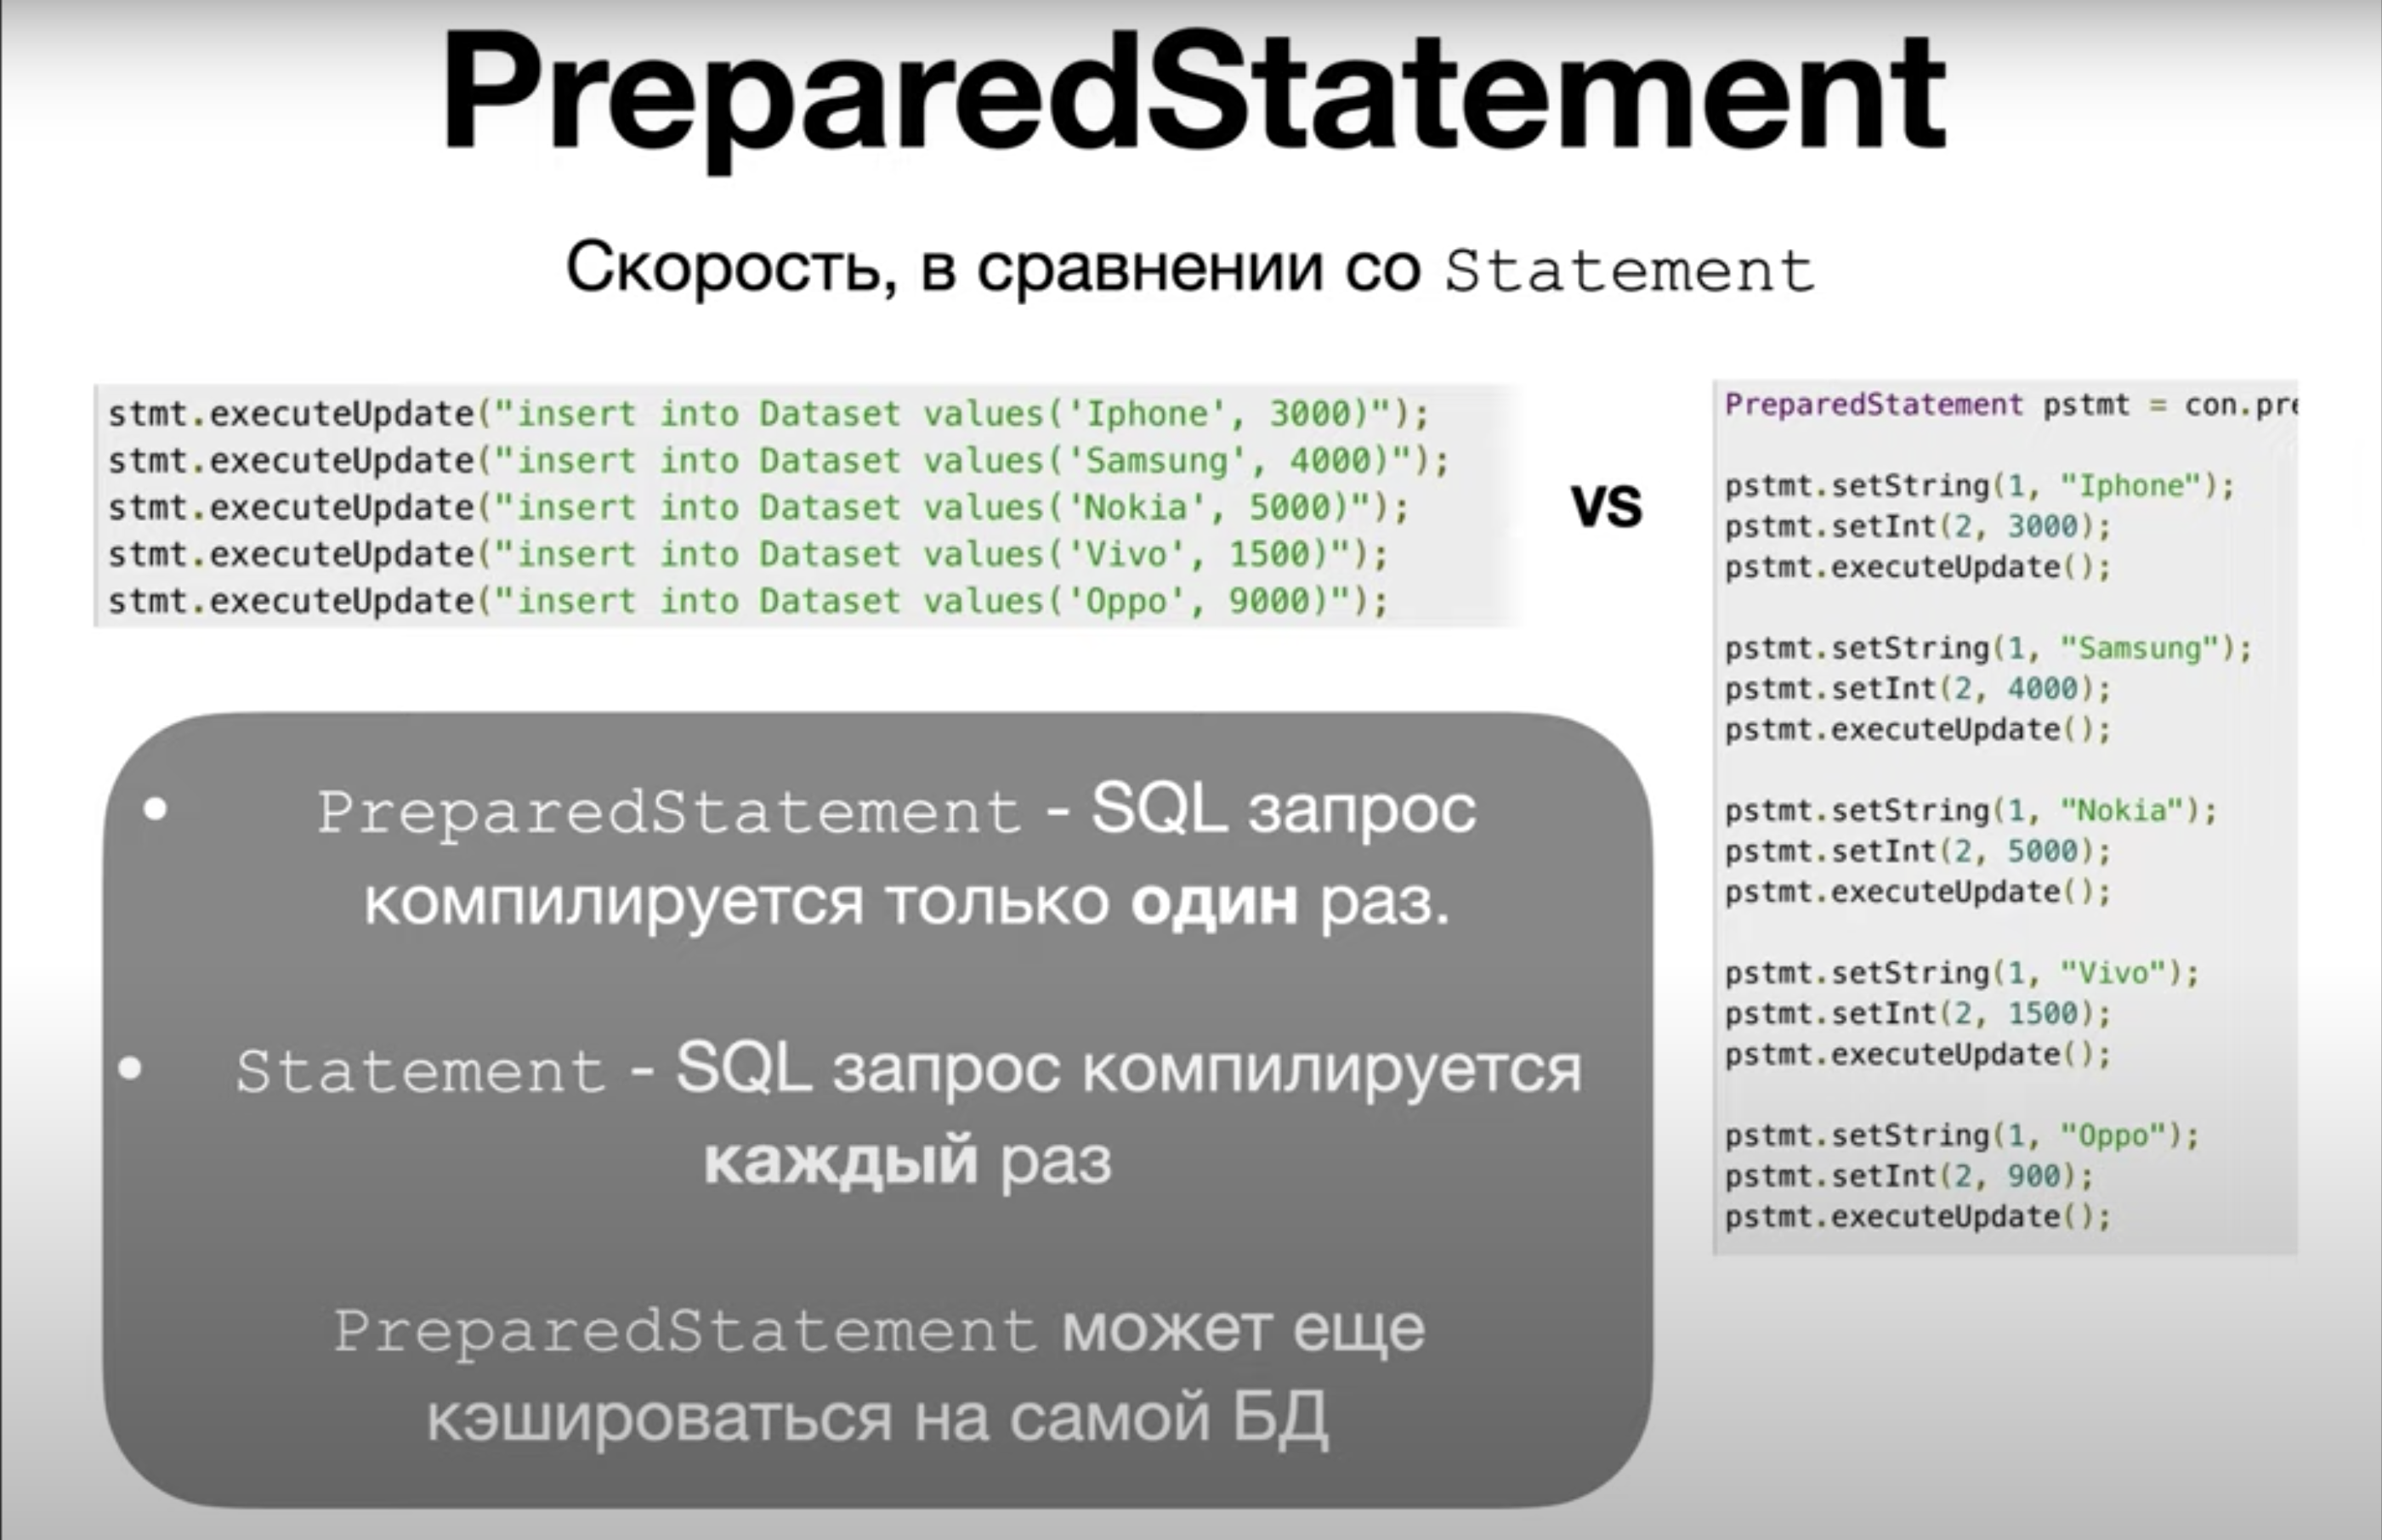 PreparedStatement
Скорость, в сравнении со Statement
stmt.executeUpdate("insert into Dataset values('Iphone', 3000)");
stmt.executeUpdate("insert into Dataset values('Samsung', 4000)");
stmt.executeUpdate("insert into Dataset values('Nokia', 5000)");
stmt.executeUpdate("insert into Dataset values('Vivo', 1500)");
stmt.executeUpdate("insert into Dataset values('Oppo', 9000)");
vs
PreparedStatement pstmt = con.pre
pstmt.setString(1, "Iphone");
pstmt.setInt(2, 3000);
pstmt.executeUpdate();
pstmt.setString(1, "Samsung");
pstmt.setInt(2, 4000);
pstmt.executeUpdate();
pstmt.setString(1, "Nokia");
pstmt.setInt(2, 5000);
pstmt.executeUpdate();
pstmt.setString(1, "Vivo");
pstmt.setInt(2, 1500);
pstmt.executeUpdate();
pstmt.setString(1, "Oppo");
pstmt.setInt(2, 900);
pstmt.executeUpdate();
• PreparedStatement - SQL запрос
компилируется только один раз.
• Statement - SQL запрос компилируется
каждый раз
PreparedStatement может еще
кэшироваться на самой БД